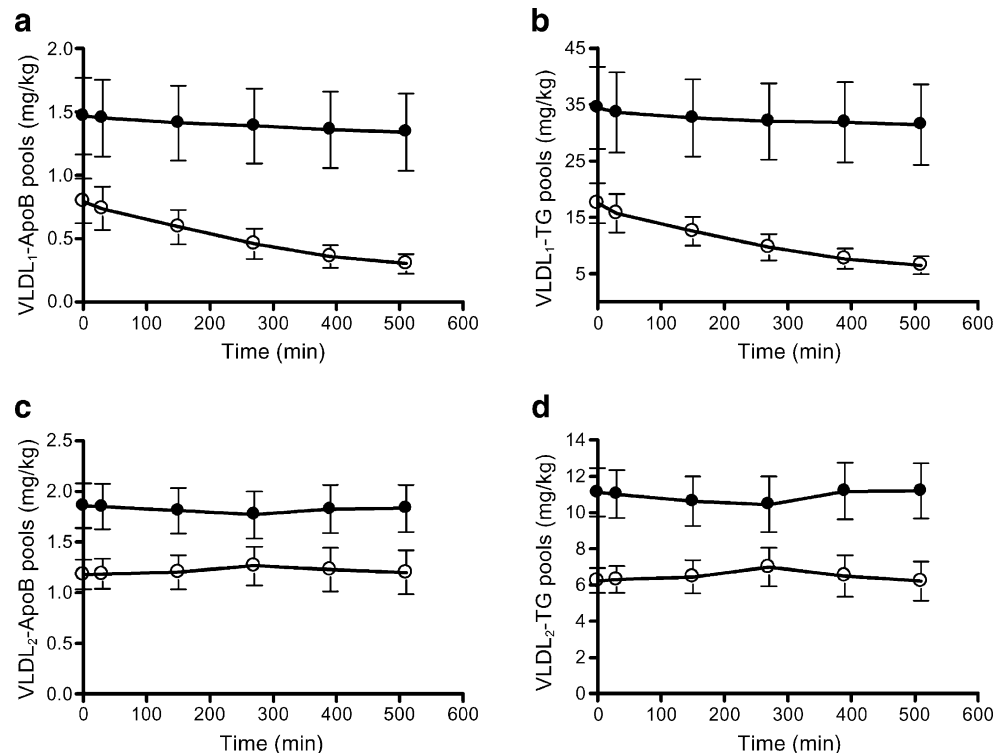 a
VLDL₁-ApoB pools (mg/kg)
2.0
1.5
1.0
0.5
0.0
0 100 200 300 400 500 600
Time (min)
b
VLDL₁-TG pools (mg/kg)
45
35
25
15
5
0 100 200 300 400 500 600
Time (min)
c
VLDL₂-ApoB pools (mg/kg)
2.5
2.0
1.5
1.0
0.5
0.0
0 100 200 300 400 500 600
Time (min)
d
VLDL₂-TG pools (mg/kg)
14
12
10
8
6
4
2
0
0 100 200 300 400 500 600
Time (min)